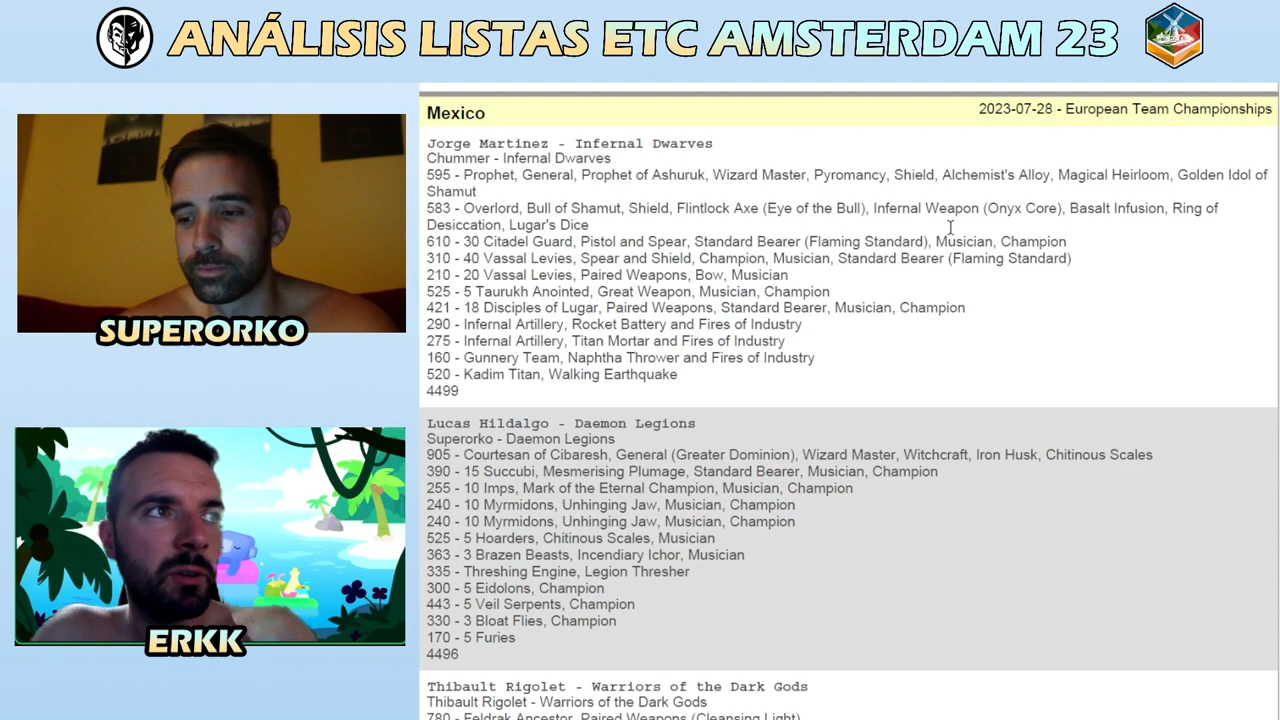 ANÁLISIS LISTAS ETC AMSTERDAM 23
SUPERORKO
ERKK
Mexico
2023-07-28 - European Team Championships
Jorge Martinez - Infernal Dwarves
Chummer - Infernal Dwarves
595 - Prophet, General, Prophet of Ashuruk, Wizard Master, Pyromancy, Shield, Alchemist's Alloy, Magical Heirloom, Golden Idol of
Shamut
583 - Overlord, Bull of Shamut, Shield, Flintlock Axe (Eye of the Bull), Infernal Weapon (Onyx Core), Basalt Infusion, Ring of
Desiccation, Lugar's Dice
610 - 30 Citadel Guard, Pistol and Spear, Standard Bearer (Flaming Standard), Musician, Champion
310 - 40 Vassal Levies, Spear and Shield, Champion, Musician, Standard Bearer (Flaming Standard)
210 - 20 Vassal Levies, Paired Weapons, Bow, Musician
525 - 5 Taurukh Anointed, Great Weapon, Musician, Champion
421 - 18 Disciples of Lugar, Paired Weapons, Standard Bearer, Musician, Champion
290 - Infernal Artillery, Rocket Battery and Fires of Industry
275 - Infernal Artillery, Titan Mortar and Fires of Industry
160 - Gunnery Team, Naphtha Thrower and Fires of Industry
520 - Kadim Titan, Walking Earthquake
4499
Lucas Hildalgo - Daemon Legions
Superorko - Daemon Legions
905 - Courtesan of Cibaresh, General (Greater Dominion), Wizard Master, Witchcraft, Iron Husk, Chitinous Scales
390 - 15 Succubi, Mesmerising Plumage, Standard Bearer, Musician, Champion
255 - 10 Imps, Mark of the Eternal Champion, Musician, Champion
240 - 10 Myrmidons, Unhinging Jaw, Musician, Champion
240 - 10 Myrmidons, Unhinging Jaw, Musician, Champion
525 - 5 Hoarders, Chitinous Scales, Musician
363 - 3 Brazen Beasts, Incendiary Ichor, Musician
335 - Threshing Engine, Legion Thresher
300 - 5 Eidolons, Champion
443 - 5 Veil Serpents, Champion
330 - 3 Bloat Flies, Champion
170 - 5 Furies
4496
Thibault Rigolet - Warriors of the Dark Gods
Thibault Rigolet - Warriors of the Dark Gods
780 - Feldrak Ancestor, Paired Weapons (Cleansing Light)